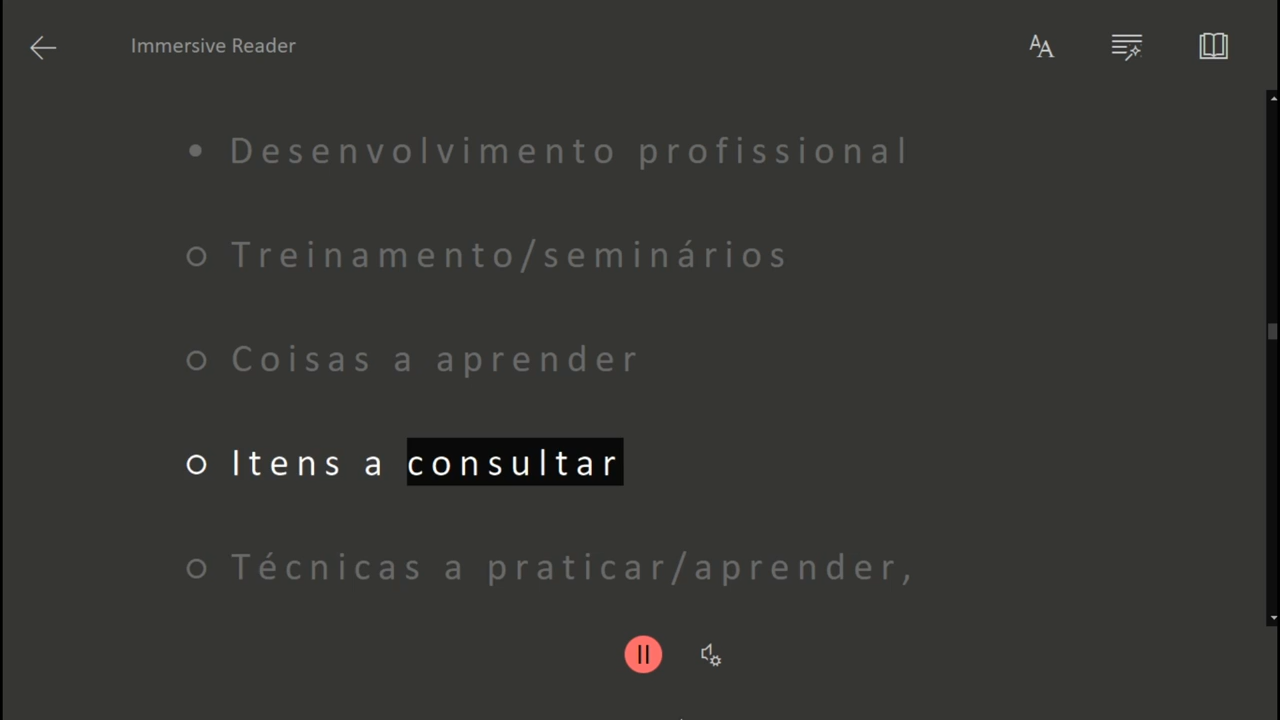 Immersive Reader
Desenvolvimento profissional
Treinamento/seminários
Coisas a aprender
Itens a consultar
Técnicas a praticar/aprender,